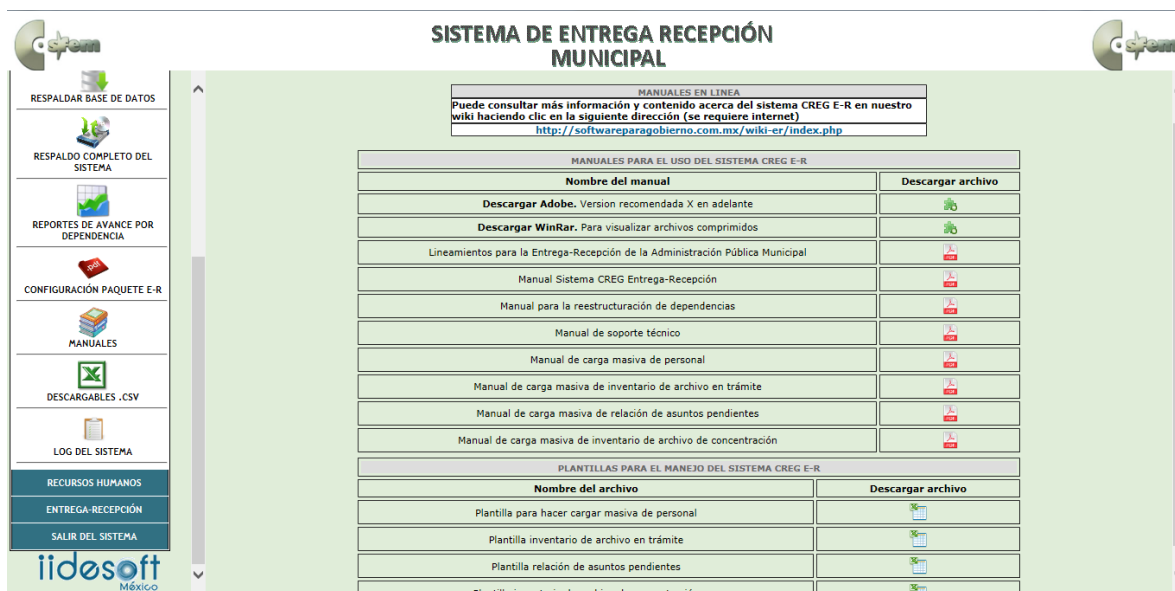 osfem
SISTEMA DE ENTREGA RECEPCIÓN
MUNICIPAL
osfem
RESPALDAR BASE DE DATOS
RESPALDO COMPLETO DEL
SISTEMA
REPORTES DE AVANCE POR
DEPENDENCIA
.PDF
CONFIGURACIÓN PAQUETE E-R
MANUALES
DESCARGABLES .CSV
LOG DEL SISTEMA
RECURSOS HUMANOS
ENTREGA-RECEPCIÓN
SALIR DEL SISTEMA
iidesoft
México
MANUALES EN LINEA
Puede consultar más información y contenido acerca del sistema CREG E-R en nuestro
wiki haciendo clic en la siguiente dirección (se requiere internet)
http://softwareparagobierno.com.mx/wiki-er/index.php
MANUALES PARA EL USO DEL SISTEMA CREG E-R
Nombre del manual Descargar archivo
Descargar Adobe. Version recomendada X en adelante
Descargar WinRar. Para visualizar archivos comprimidos
Lineamientos para la Entrega-Recepción de la Administración Pública Municipal
Manual Sistema CREG Entrega-Recepción
Manual para la reestructuración de dependencias
Manual de soporte técnico
Manual de carga masiva de personal
Manual de carga masiva de inventario de archivo en trámite
Manual de carga masiva de relación de asuntos pendientes
Manual de carga masiva de inventario de archivo de concentración
PLANTILLAS PARA EL MANEJO DEL SISTEMA CREG E-R
Nombre del archivo Descargar archivo
Plantilla para hacer cargar masiva de personal
Plantilla inventario de archivo en trámite
Plantilla relación de asuntos pendientes